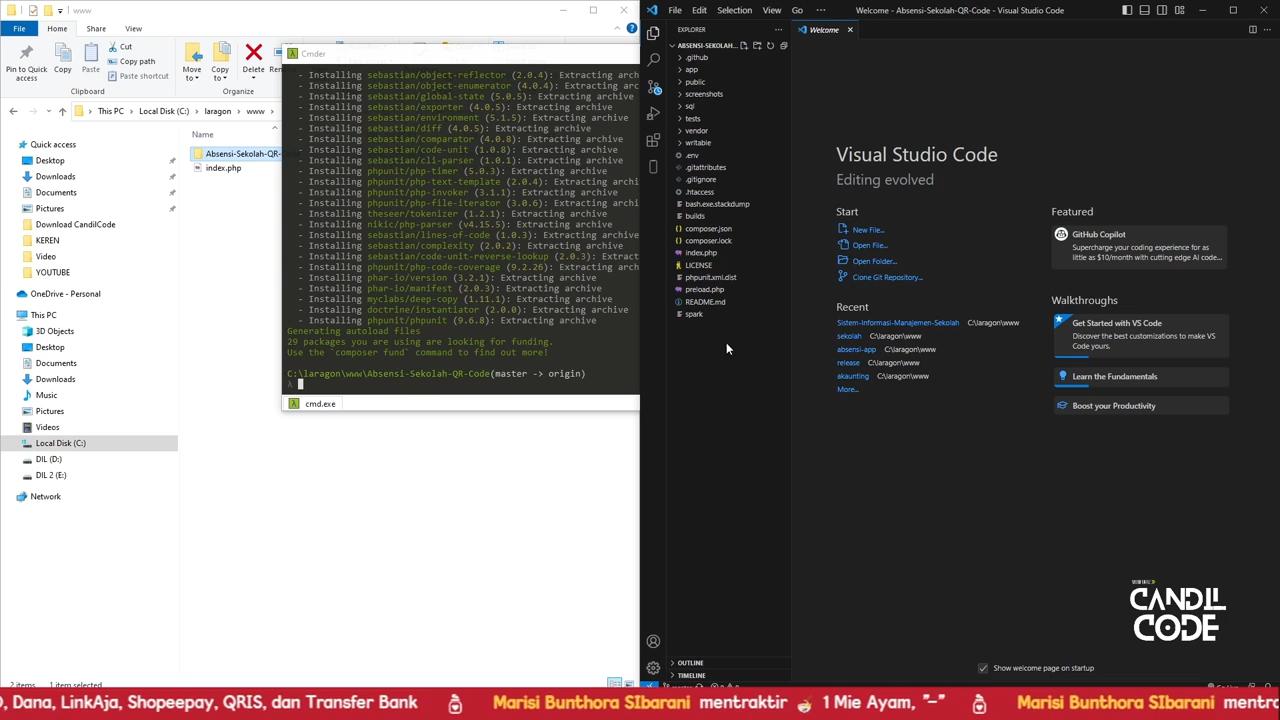 www
File
Home
Share
View
Pin to Quick access
Copy
Paste
Cut
Copy path
Paste shortcut
Clipboard
Move to
Copy to
Delete
Organize
This PC
Local Disk (C:)
laragon
www
Name
Absensi-Sekolah-QR-
index.php
Quick access
Desktop
Downloads
Documents
Pictures
Download CandilCode
KEREN
Video
YOUTUBE
OneDrive - Personal
This PC
3D Objects
Desktop
Documents
Downloads
Music
Pictures
Videos
Local Disk (C:)
DIL (D:)
DIL 2 (E:)
Network
2 items
1 item selected
Cmder
- Installing sebastian/object-reflector (2.0.4): Extracting arch
- Installing sebastian/object-enumerator (4.0.4): Extracting arc
- Installing sebastian/global-state (5.0.5): Extracting archive
- Installing sebastian/exporter (4.0.5): Extracting archive
- Installing sebastian/environment (5.1.5): Extracting archive
- Installing sebastian/diff (4.0.5): Extracting archive
- Installing sebastian/comparator (4.0.8): Extracting archive
- Installing sebastian/code-unit (1.0.8): Extracting archive
- Installing sebastian/cli-parser (1.0.1): Extracting archive
- Installing phpunit/php-timer (5.0.3): Extracting archive
- Installing phpunit/php-text-template (2.0.4): Extracting archi
- Installing phpunit/php-invoker (3.1.1): Extracting archive
- Installing phpunit/php-file-iterator (3.0.6): Extracting archi
- Installing theseer/tokenizer (1.2.1): Extracting archive
- Installing nikic/php-parser (v4.15.5): Extracting archive
- Installing sebastian/lines-of-code (1.0.3): Extracting archive
- Installing sebastian/complexity (2.0.2): Extracting archive
- Installing sebastian/code-unit-reverse-lookup (2.0.3): Extract
- Installing phpunit/php-code-coverage (9.2.26): Extracting arch
- Installing phar-io/version (3.2.1): Extracting archive
- Installing phar-io/manifest (2.0.3): Extracting archive
- Installing myclabs/deep-copy (1.11.1): Extracting archive
- Installing doctrine/instantiator (2.0.0): Extracting archive
- Installing phpunit/phpunit (9.6.8): Extracting archive
Generating autoload files
29 packages you are using are looking for funding.
Use the `composer fund` command to find out more!
C:\laragon\www\Absensi-Sekolah-QR-Code(master -> origin)
λ
cmd.exe
File
Edit
Selection
View
Go
Welcome - Absensi-Sekolah-QR-Code - Visual Studio Code
EXPLORER
ABSENSI-SEKOLAH...
.github
app
public
screenshots
sql
tests
vendor
writable
.env
.gitattributes
.gitignore
.htaccess
bash.exe.stackdump
builds
composer.json
composer.lock
index.php
LICENSE
phpunit.xml.dist
preload.php
README.md
spark
OUTLINE
TIMELINE
Welcome
Visual Studio Code
Editing evolved
Start
New File...
Open File...
Open Folder...
Clone Git Repository...
Recent
Sistem-Informasi-Manajemen-Sekolah C:\laragon\www
sekolah C:\laragon\www
absensi-app C:\laragon\www
release C:\laragon\www
akaunting C:\laragon\www
More...
Featured
GitHub Copilot
Supercharge your coding experience for as little as $10/month with cutting edge AI code...
Walkthroughs
Get Started with VS Code
Discover the best customizations to make VS Code yours.
Learn the Fundamentals
Boost your Productivity
Show welcome page on startup
CANDIL
CODE
O, Dana, LinkAja, Shopeepay, QRIS, dan Transfer Bank
Marisi Bunthora SIbarani mentraktir 1 Mie Ayam, "-"
Marisi Bunthora SIbarani mentra